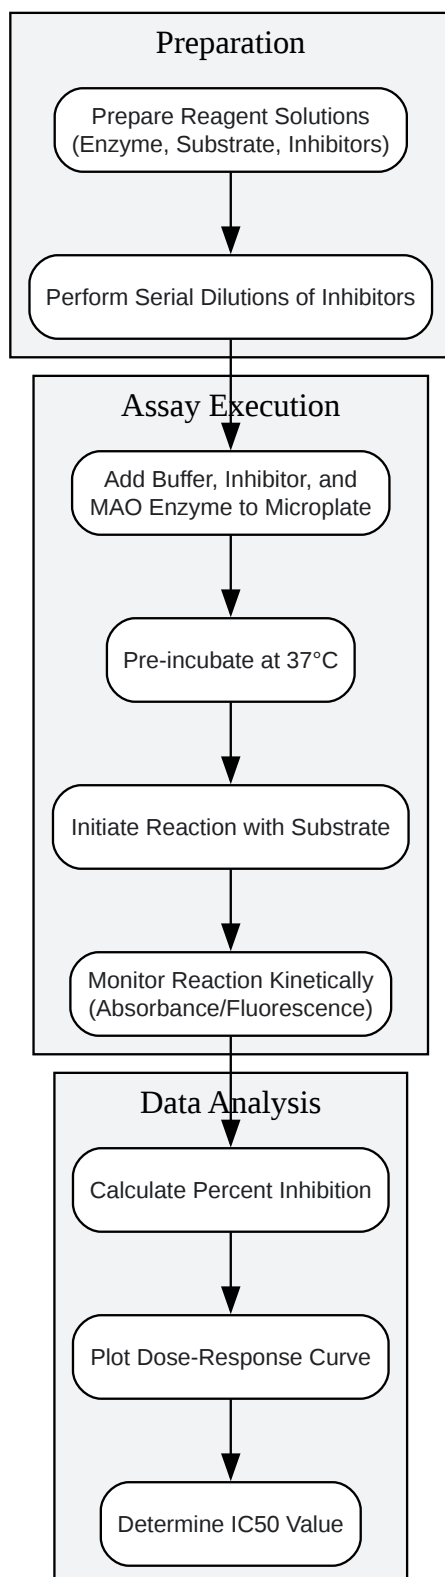 Preparation
Prepare Reagent Solutions
(Enzyme, Substrate, Inhibitors)
Perform Serial Dilutions of Inhibitors
Assay Execution
Add Buffer, Inhibitor, and
MAO Enzyme to Microplate
Pre-incubate at 37°C
Initiate Reaction with Substrate
Monitor Reaction Kinetically
(Absorbance/Fluorescence)
Data Analysis
Calculate Percent Inhibition
Plot Dose-Response Curve
Determine IC50 Value